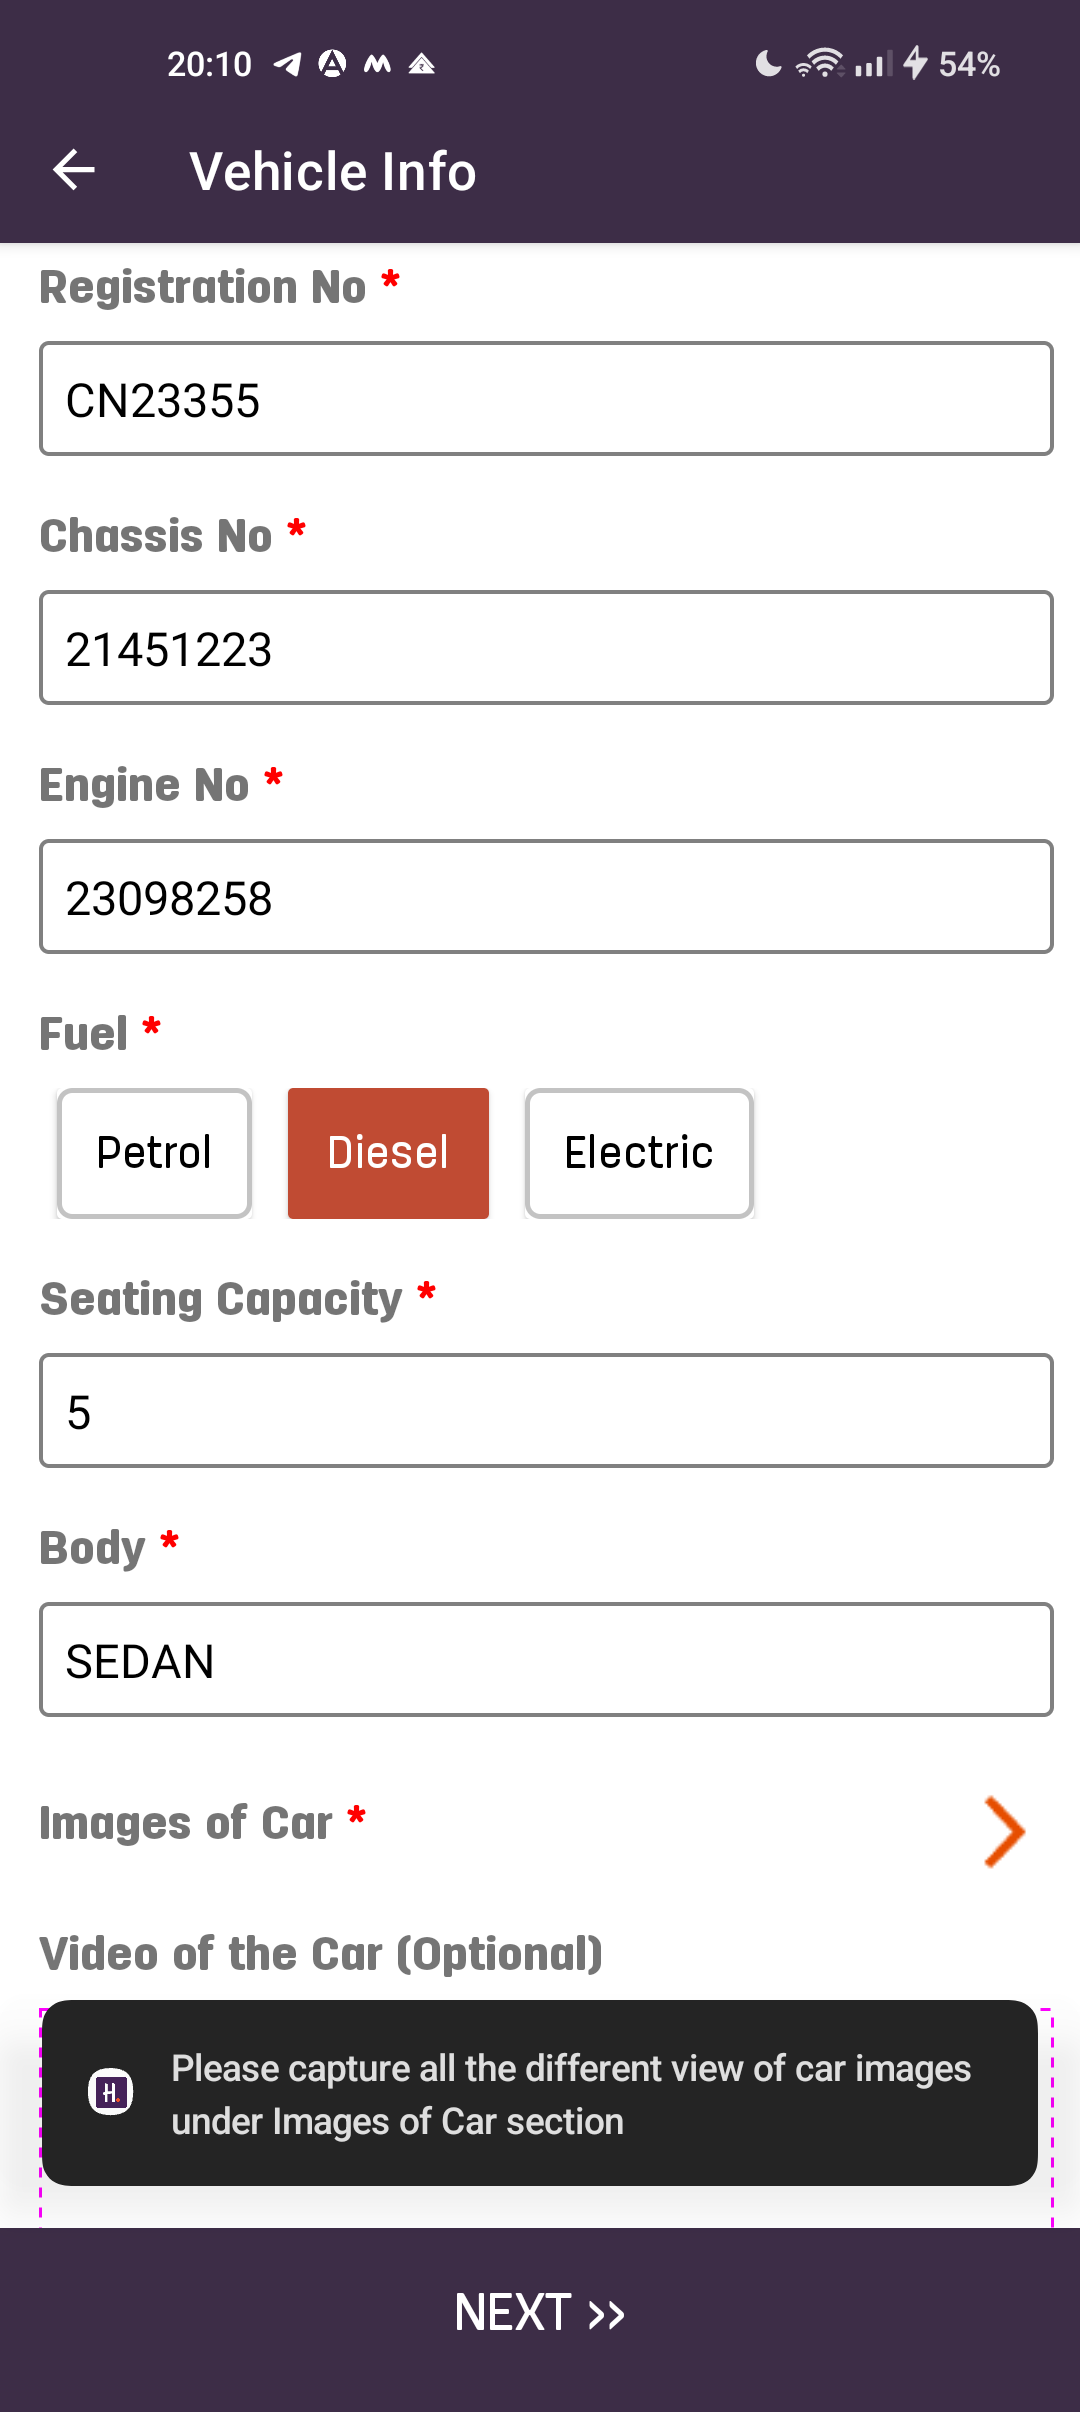 20:10 54%
Vehicle Info
Registration No *
CN23355
Chassis No *
21451223
Engine No *
23098258
Fuel *
Petrol Diesel Electric
Seating Capacity *
5
Body *
SEDAN
Images of Car *
Video of the Car (Optional)
H.
Please capture all the different view of car images
under Images of Car section
NEXT >>